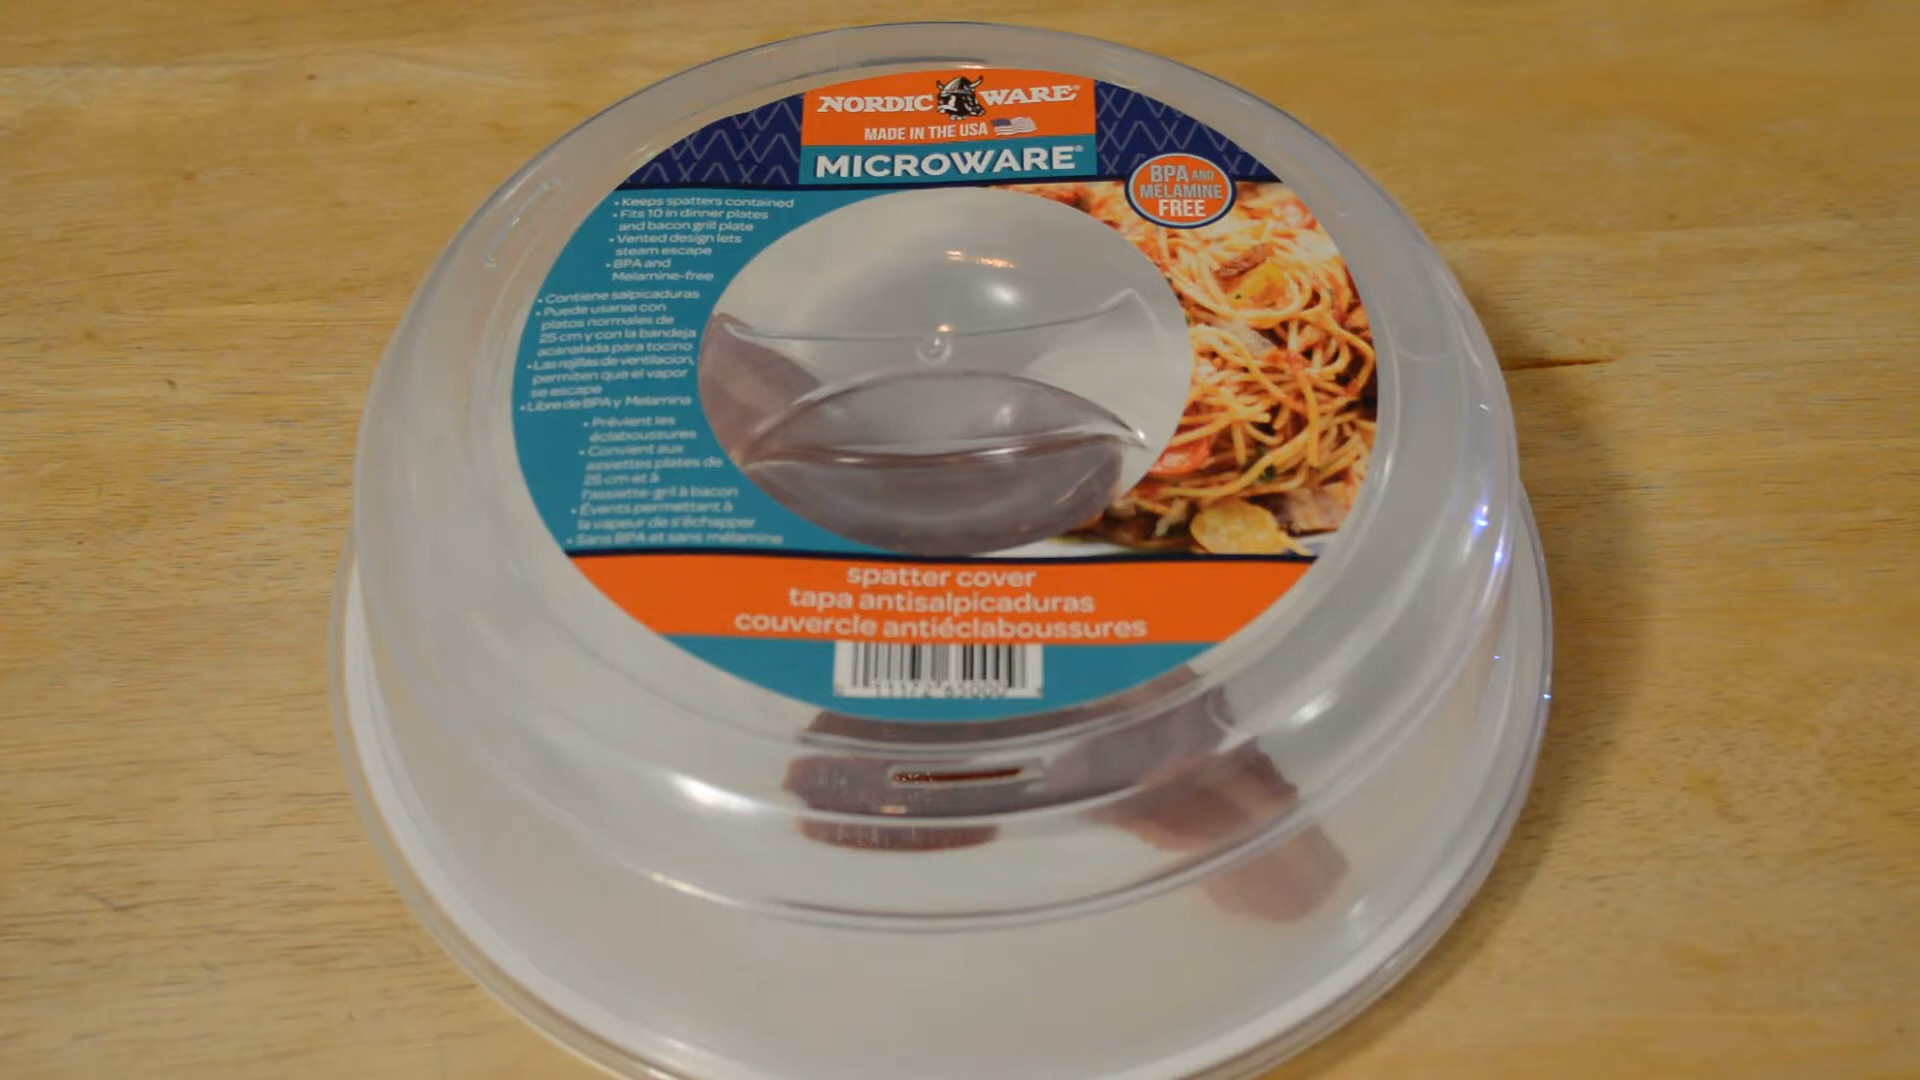 NORDIC WARE®
MADE IN THE USA
MICROWARE®
BPA AND
MELAMINE
FREE
• Keeps spatters contained
• Fits 10 in dinner plates
and bacon grill plate
• Vented design lets
steam escape
• BPA and
Melamine-free
• Contiene salpicaduras
• Puede usarse con
platos normales de
25 cm y con la bandeja
acanalada para tocino
• Las rejillas de ventilacion,
permiten que el vapor
se escape
• Libre de BPA y Melamina
• Prévient les
éclaboussures
• Convient aux
assiettes plates de
25 cm et à
l'assiette-gril à bacon
• Évents permettant à
la vapeur de s'échapper
• Sans BPA et sans mélamine
spatter cover
tapa antisalpicaduras
couvercle antiéclaboussures